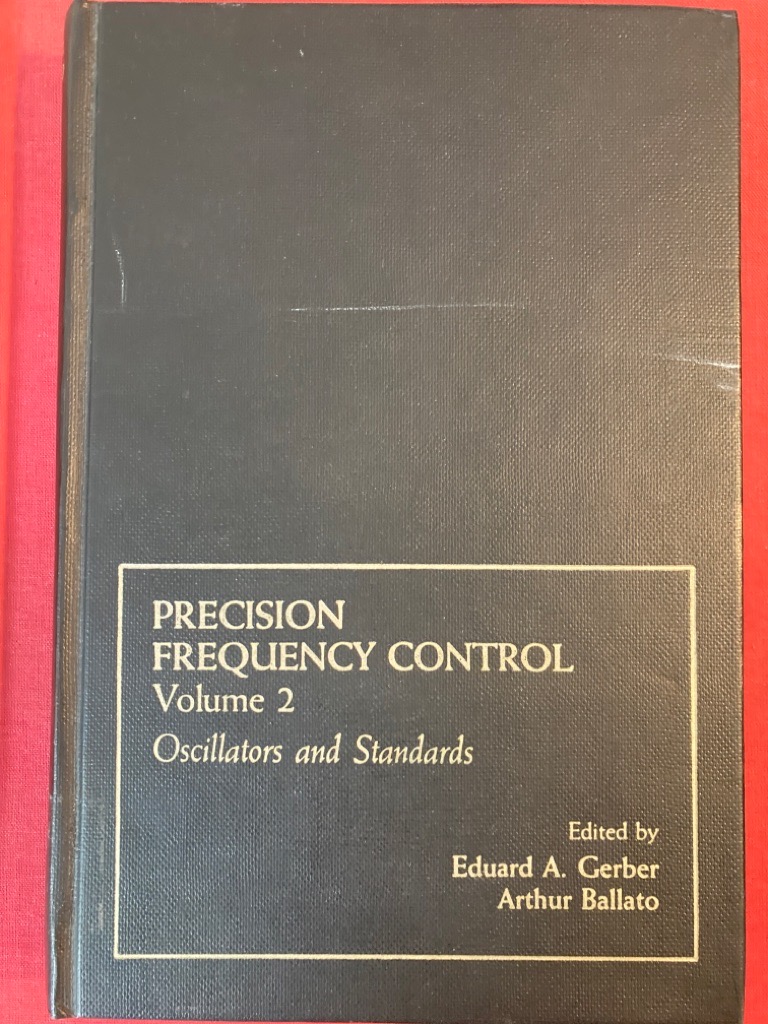 PRECISION
FREQUENCY CONTROL
Volume 2
Oscillators and Standards
Edited by
Eduard A. Gerber
Arthur Ballato